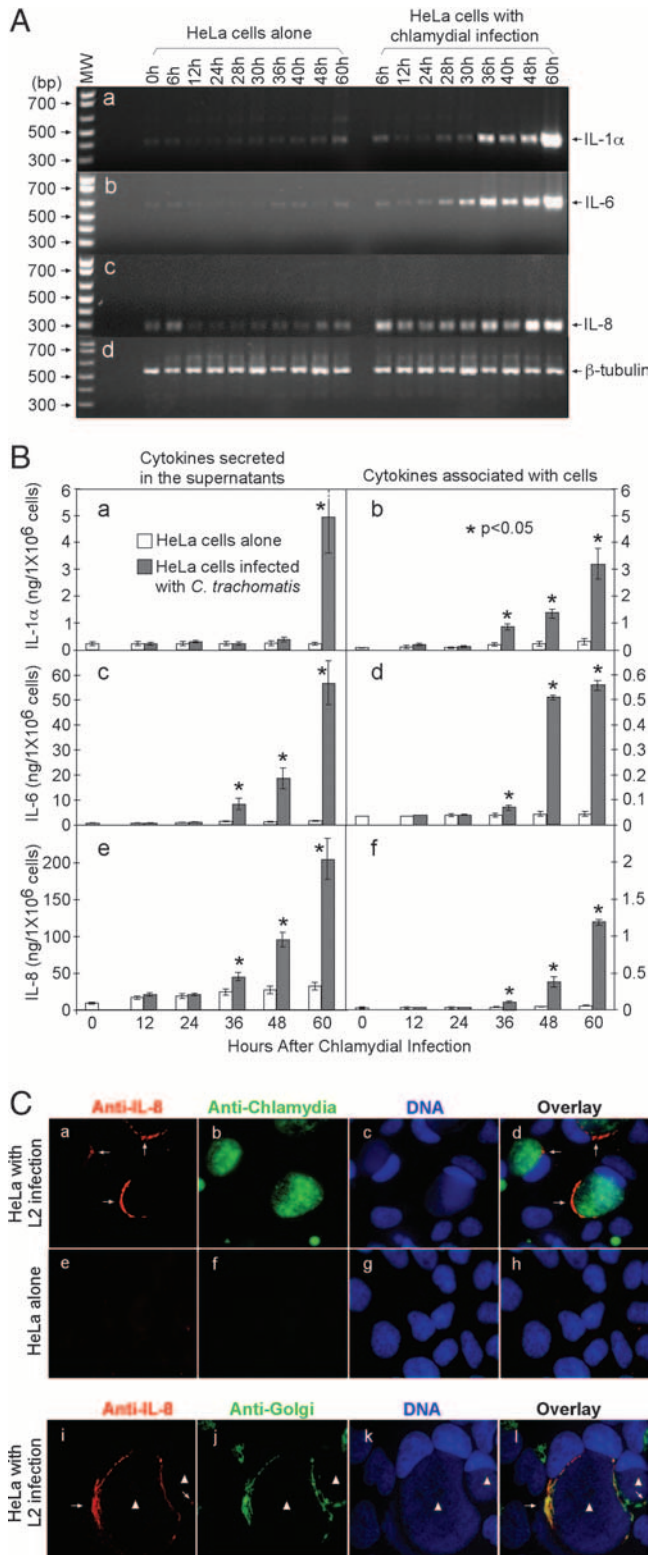 A
HeLa cells alone
HeLa cells with
chlamydial infection
(bp)
MW
0h 6h 12h 24h 28h 30h 36h 40h 48h 60h
6h 12h 24h 28h 30h 36h 40h 48h 60h
a
700
500
300
IL-1α
b
700
500
300
IL-6
c
700
500
300
IL-8
d
700
500
300
β-tubulin
B
Cytokines secreted
in the supernatants
Cytokines associated with cells
IL-1α (ng/1X10⁶ cells)
6
5
4
3
2
1
0
a
HeLa cells alone
HeLa cells infected
with C. trachomatis
*
b
* p<0.05
* * *
6
5
4
3
2
1
0
IL-6 (ng/1X10⁶ cells)
60
50
40
30
20
10
0
c
* * *
d
* * *
0.6
0.5
0.4
0.3
0.2
0.1
0
IL-8 (ng/1X10⁶ cells)
200
150
100
50
0
e
* * *
f
* * *
2
1.5
1
0.5
0
0 12 24 36 48 60
0 12 24 36 48 60
Hours After Chlamydial Infection
C
Anti-IL-8 Anti-Chlamydia DNA Overlay
HeLa with
L2 infection
a b c d
HeLa alone
e f g h
Anti-IL-8 Anti-Golgi DNA Overlay
HeLa with
L2 infection
i j k l